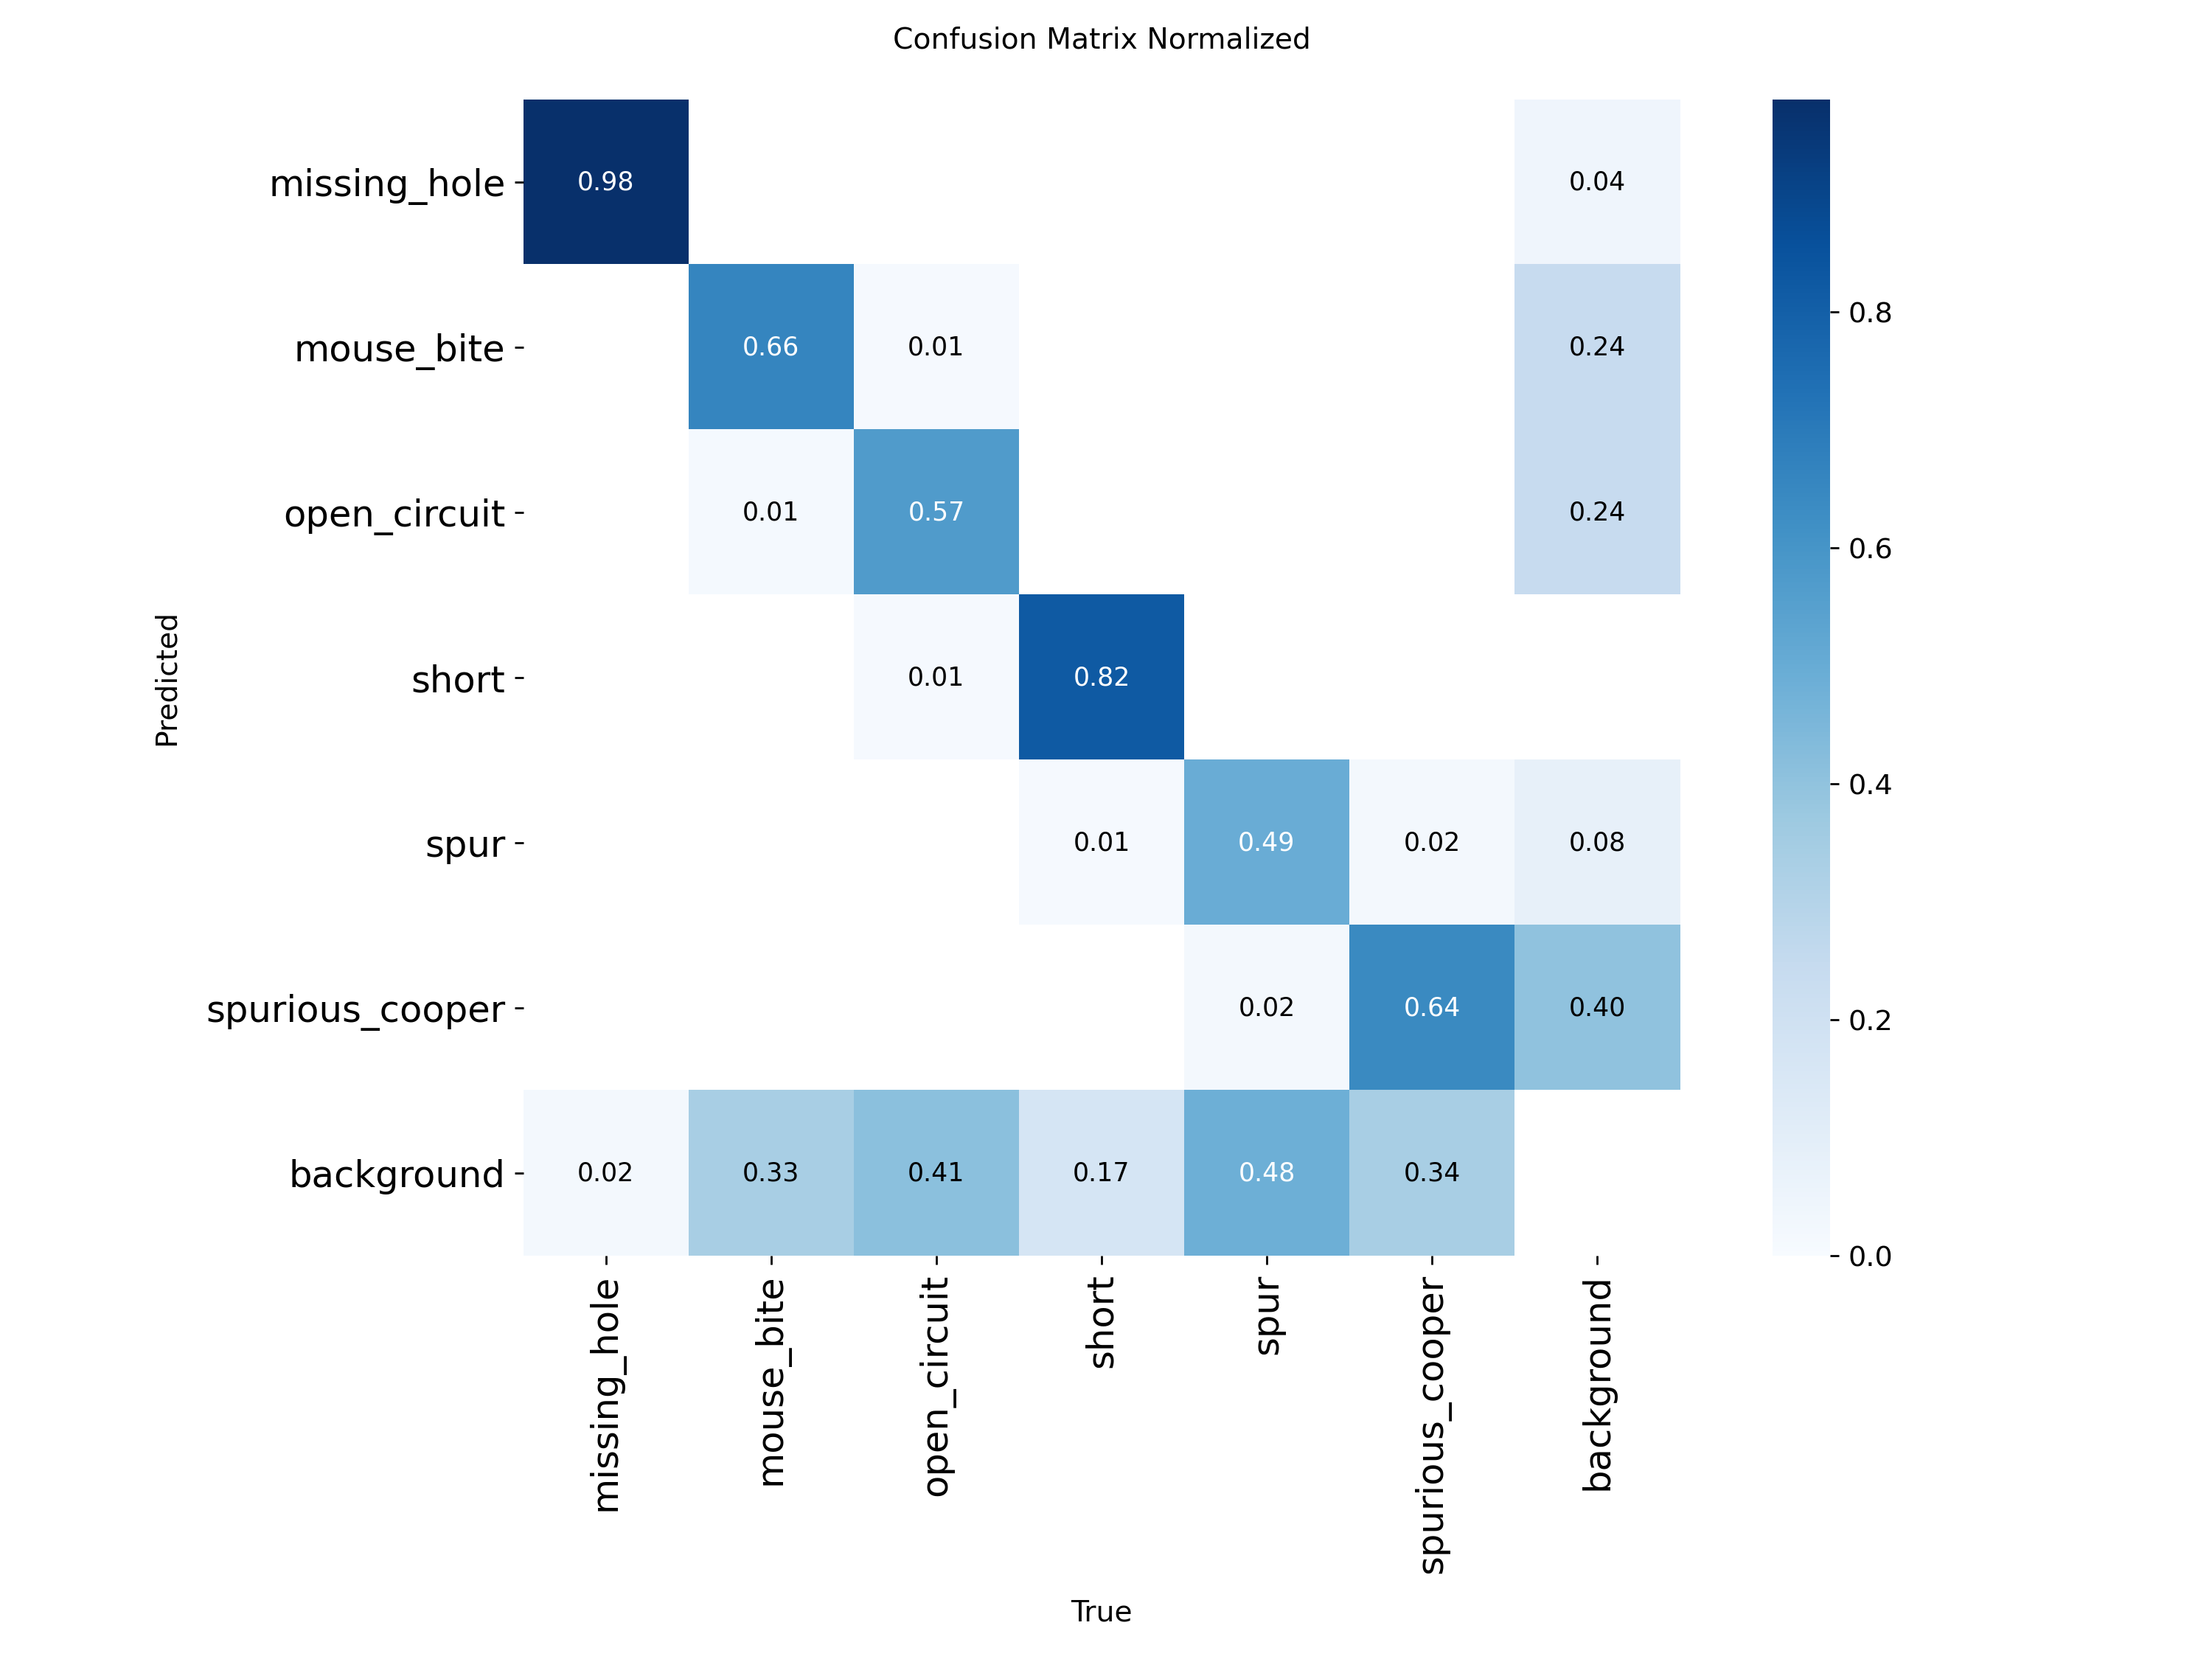 Confusion Matrix Normalized
missing_hole 0.98 0.04
mouse_bite 0.66 0.01 0.24
open_circuit 0.01 0.57 0.24
short 0.01 0.82
spur 0.01 0.49 0.02 0.08
spurious_cooper 0.02 0.64 0.40
background 0.02 0.33 0.41 0.17 0.48 0.34
Predicted
missing_hole
mouse_bite
open_circuit
short
spur
spurious_cooper
background
True
0.8
0.6
0.4
0.2
0.0